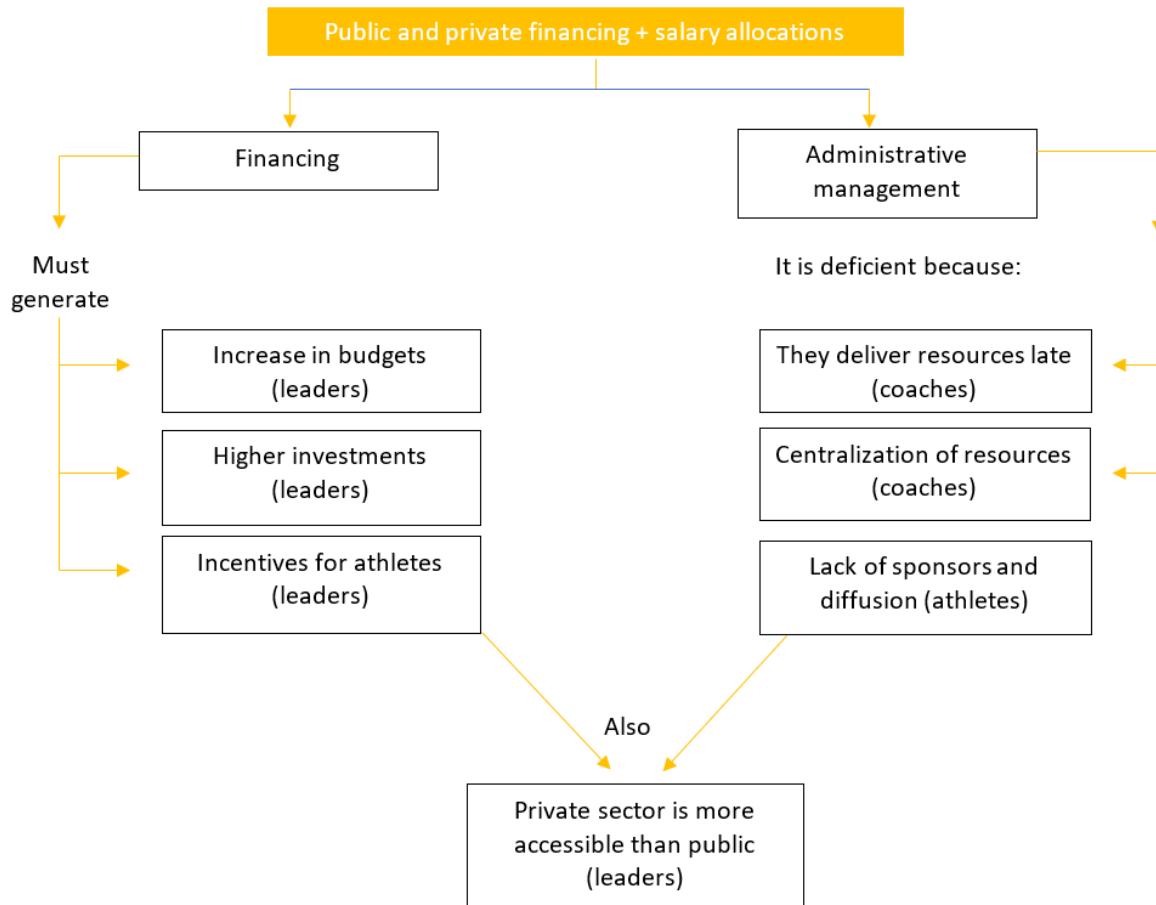 Public and private financing + salary allocations
Financing
Administrative
management
Must
generate
It is deficient because:
Increase in budgets
(leaders)
They deliver resources late
(coaches)
Higher investments
(leaders)
Centralization of resources
(coaches)
Incentives for athletes
(leaders)
Lack of sponsors and
diffusion (athletes)
Also
Private sector is more
accessible than public
(leaders)